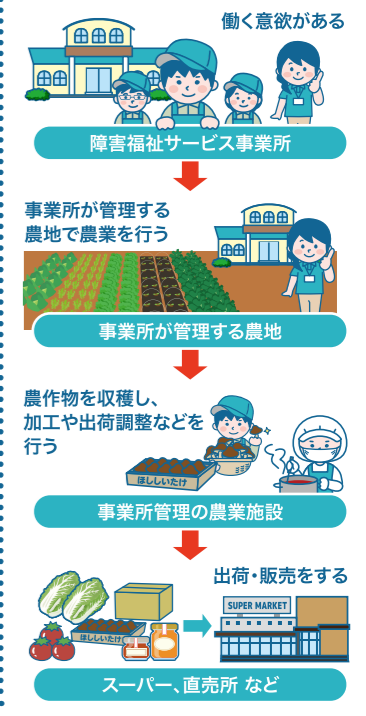 働く意欲がある
障害福祉サービス事業所
事業所が管理する
農地で農業を行う
事業所が管理する農地
農作物を収穫し、
加工や出荷調整などを
行う
ほししいたけ
事業所管理の農業施設
出荷・販売をする
SUPER MARKET
ほししいたけ
スーパー、直売所 など